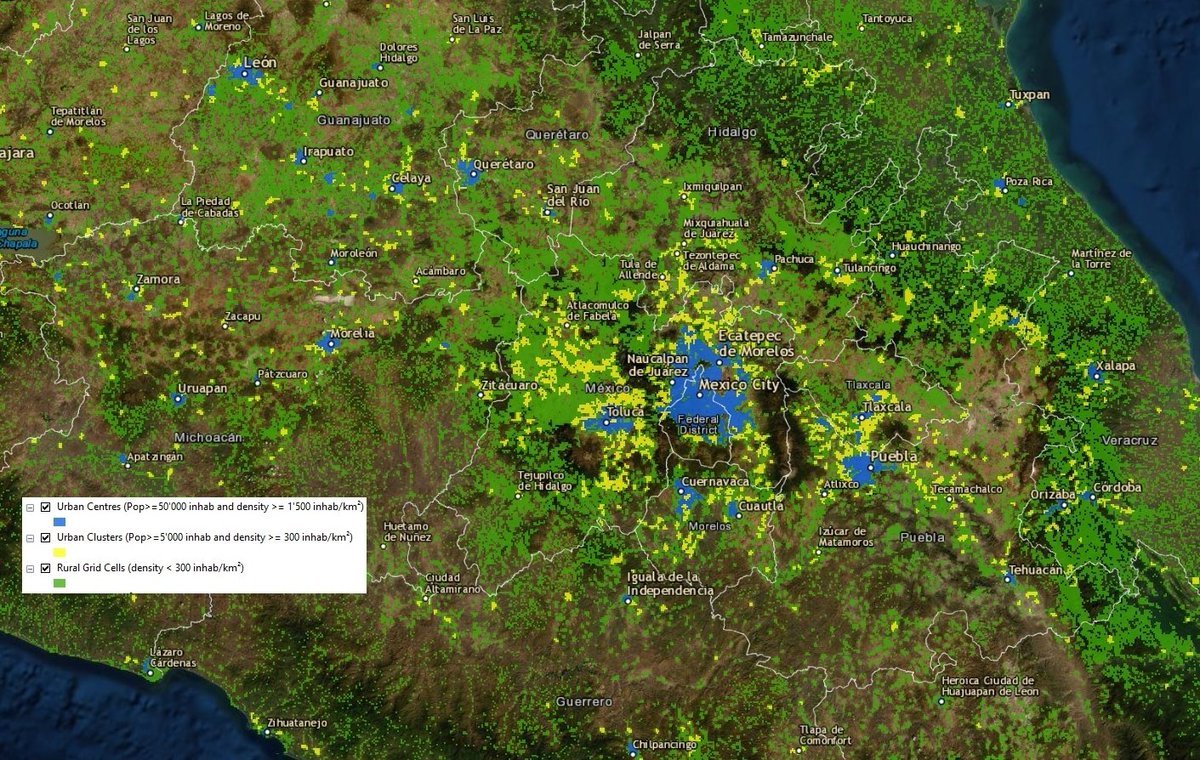 San Juan
de los
Lagos
Lagos de
Moreno
San Luis
de La Paz
Jalpan
de Serra
Tantoyuca
Tamazunchale
León
Dolores
Hidalgo
Guanajuato
Guanajuato
Tuxpan
Tepatitlán
de Morelos
Querétaro
Hidalgo
ajara
Irapuato
Querétaro
Celaya
Poza Rica
San Juan
del Río
Ixmiquilpan
Ocotlan
La Piedad
de Cabadas
Mixquiahuala
de Juárez
aguna
Chapala
Moroleón
Tezontepec
de Aldama
Huauchinango
Martínez de
la Torre
Tula de
Allende
Pachuca
Tulancingo
Acámbaro
Zamora
Atlacomulco
de Fabela
Zacapu
Morelia
Ecatepec
de Morelos
Naucalpan
de Juárez
Xalapa
Pátzcuaro
Uruapan
Zitácuaro
México
Mexico City
Tlaxcala
Toluca
Federal
District
Tlaxcala
Michoacán
Veracruz
Apatzingán
Puebla
Tejupilco
de Hidalgo
Cuernavaca
Atlixco
Tecamachalco
Orizaba
Córdoba
Urban Centres (Pop>=50'000 inhab and density >= 1'500 inhab/km²)
Urban Clusters (Pop>=5'000 inhab and density >= 300 inhab/km²)
Rural Grid Cells (density < 300 inhab/km²)
Cuautla
Morelos
Huetamo
de Nuñez
Izúcar de
Matamoros
Puebla
Tehuacán
Ciudad
Altamirano
Iguala de la
Independencia
Lázaro
Cárdenas
Heroica Ciudad de
Huajuapan de Leon
Guerrero
Zihuatanejo
Chilpancingo
Tlapa de
Comonfort